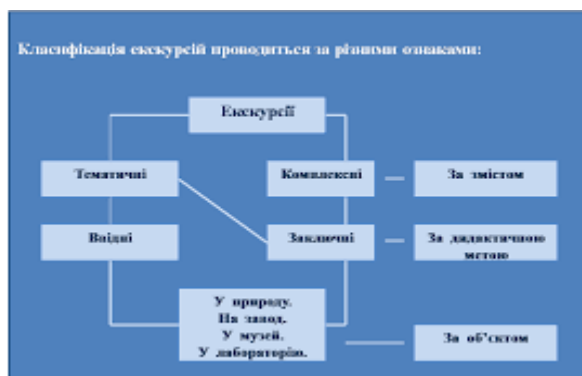 Класифікація екскурсій проводиться за різними ознаками:
Екскурсії
Тематичні
Комплексні
За змістом
Ввідні
Заключні
За дидактичною
метою
У природу.
На завод.
У музей.
У лабораторію.
За об'єктом